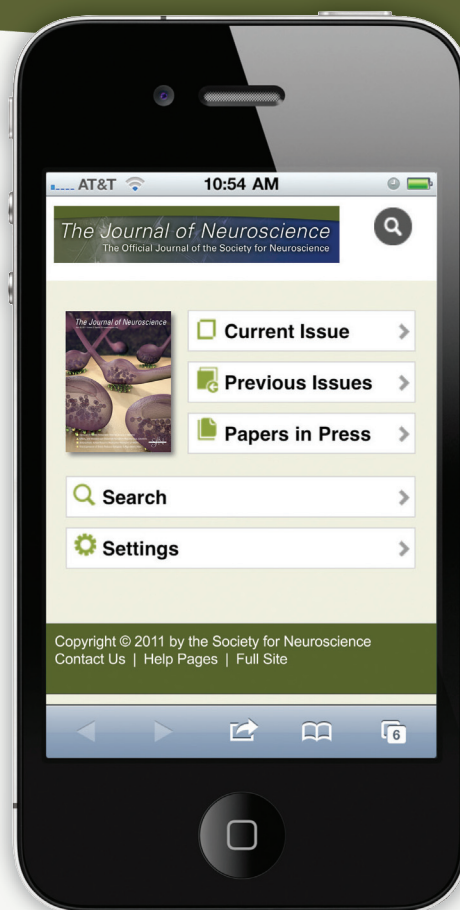 AT&T 10:54 AM
The Journal of Neuroscience
The Official Journal of the Society for Neuroscience
The Journal of Neuroscience
Current Issue
Previous Issues
Papers in Press
Search
Settings
Copyright © 2011 by the Society for Neuroscience
Contact Us | Help Pages | Full Site
6